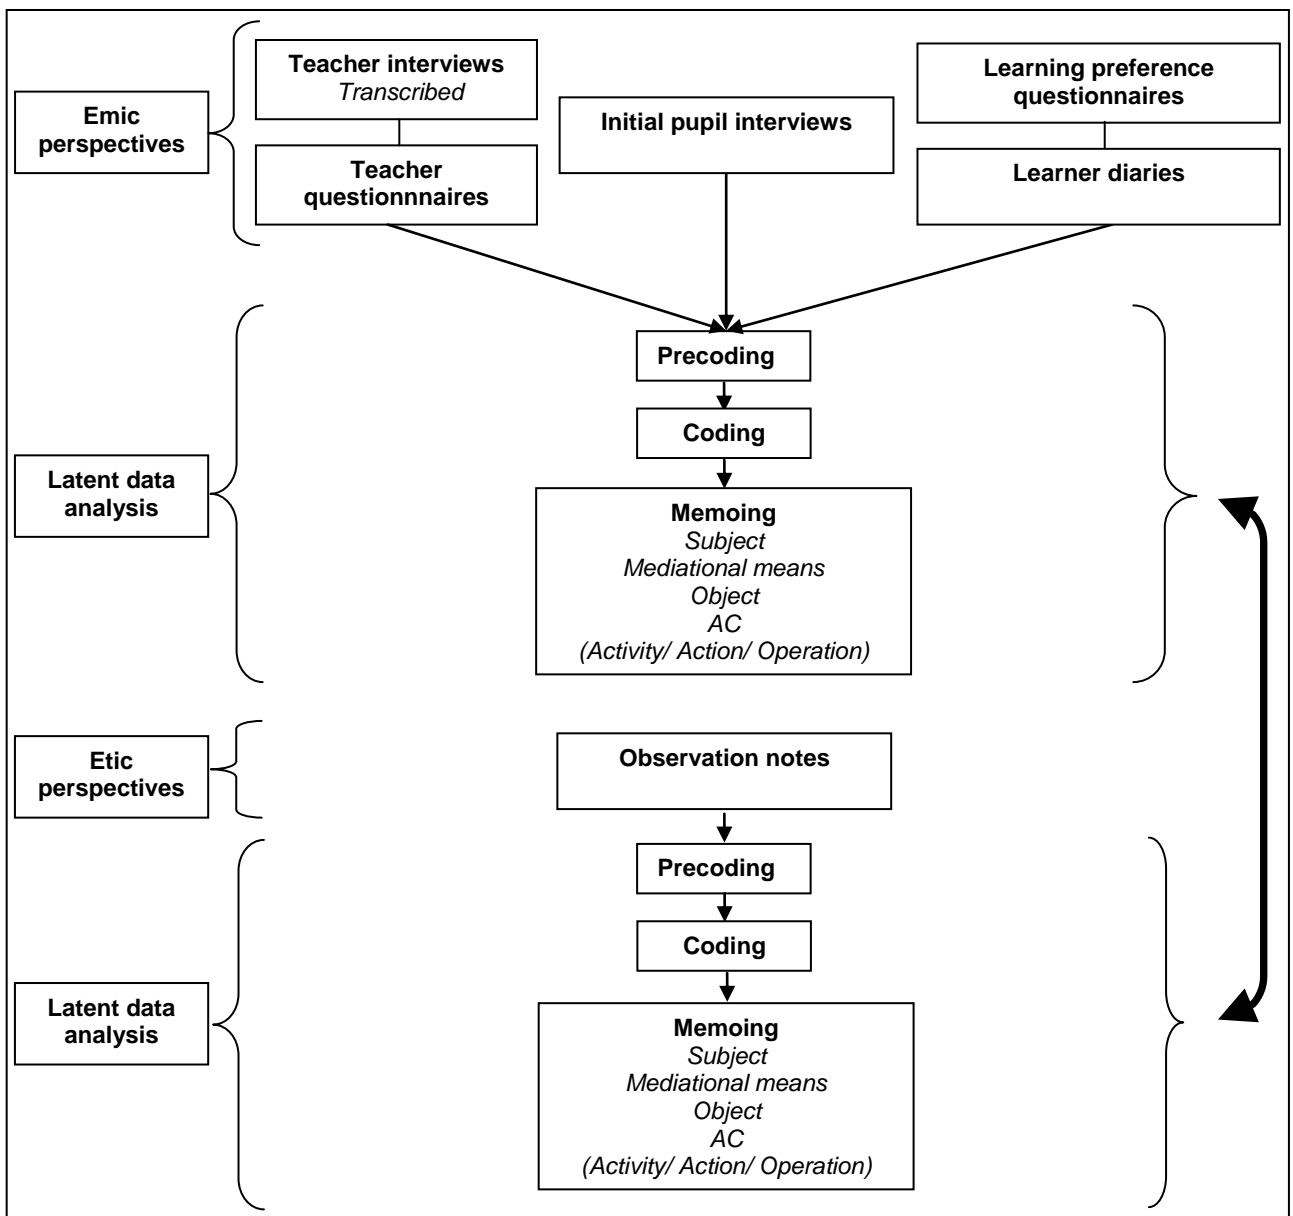 Emic
perspectives
Teacher interviews
Transcribed
Teacher
questionnnaires
Initial pupil interviews
Learning preference
questionnaires
Learner diaries
Latent data
analysis
Precoding
Coding
Memoing
Subject
Mediational means
Object
AC
(Activity/ Action/ Operation)
Etic
perspectives
Observation notes
Latent data
analysis
Precoding
Coding
Memoing
Subject
Mediational means
Object
AC
(Activity/ Action/ Operation)